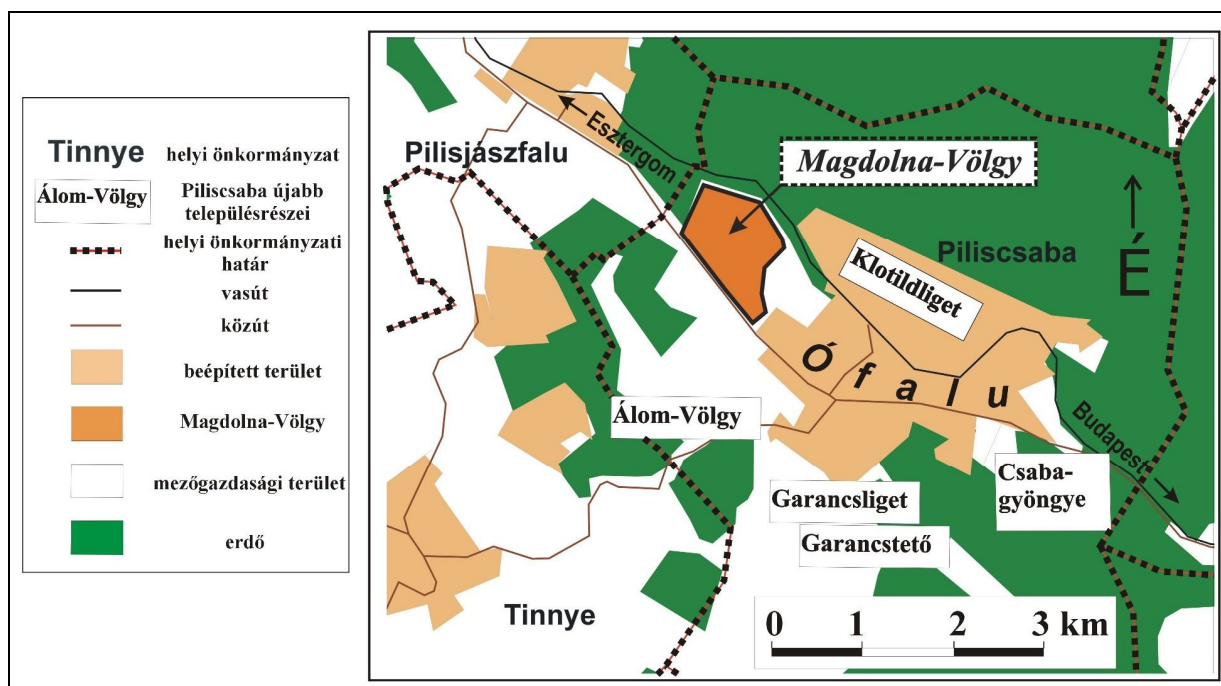 Tinnye helyi önkormányzat
Álom-Völgy Piliscsaba újabb
településrészei
helyi önkormányzati
határ
vasút
közút
beépített terület
Magdolna-Völgy
mezőgazdasági terület
erdő
Esztergom
Pilisjászfalu
Magdolna-Völgy
Piliscsaba
É
Klotildliget
Ófalu
Álom-Völgy
Budapest
Csaba-
gyöngye
Garancsliget
Garancstető
Tinnye
0 1 2 3 km